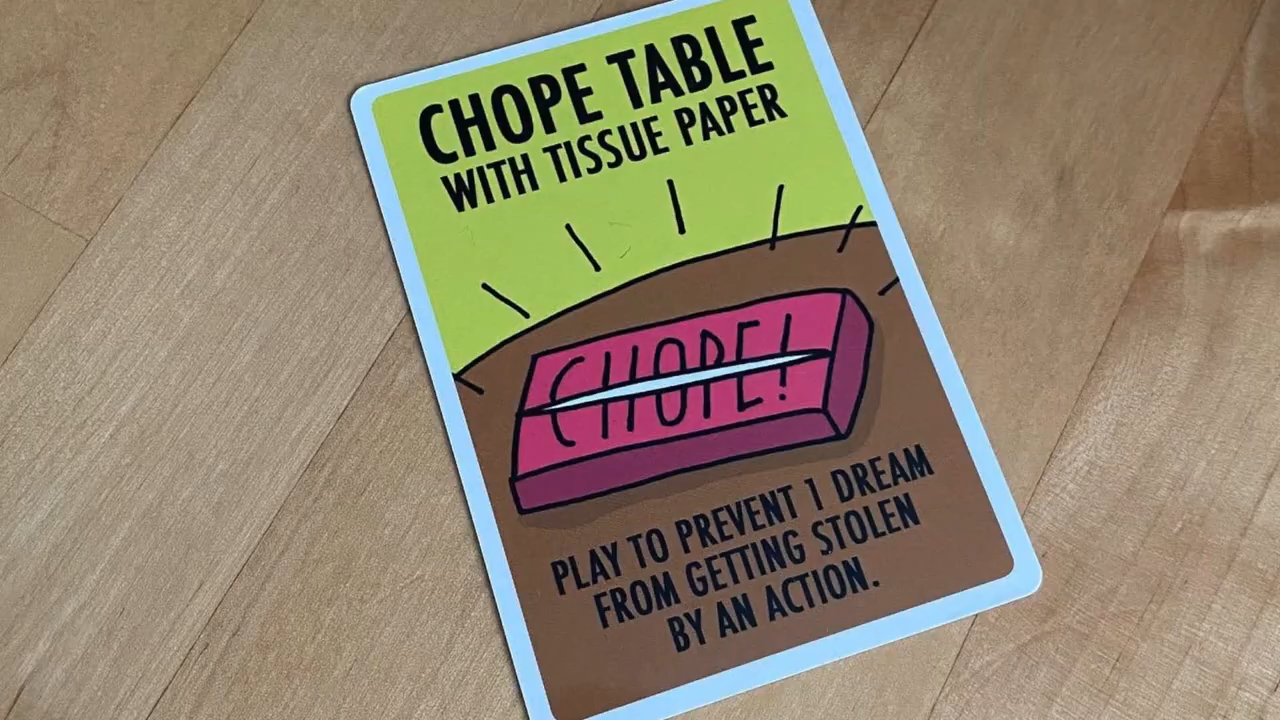 CHOPE TABLE
WITH TISSUE PAPER
CHOPE!
PLAY TO PREVENT 1 DREAM
FROM GETTING STOLEN
BY AN ACTION.